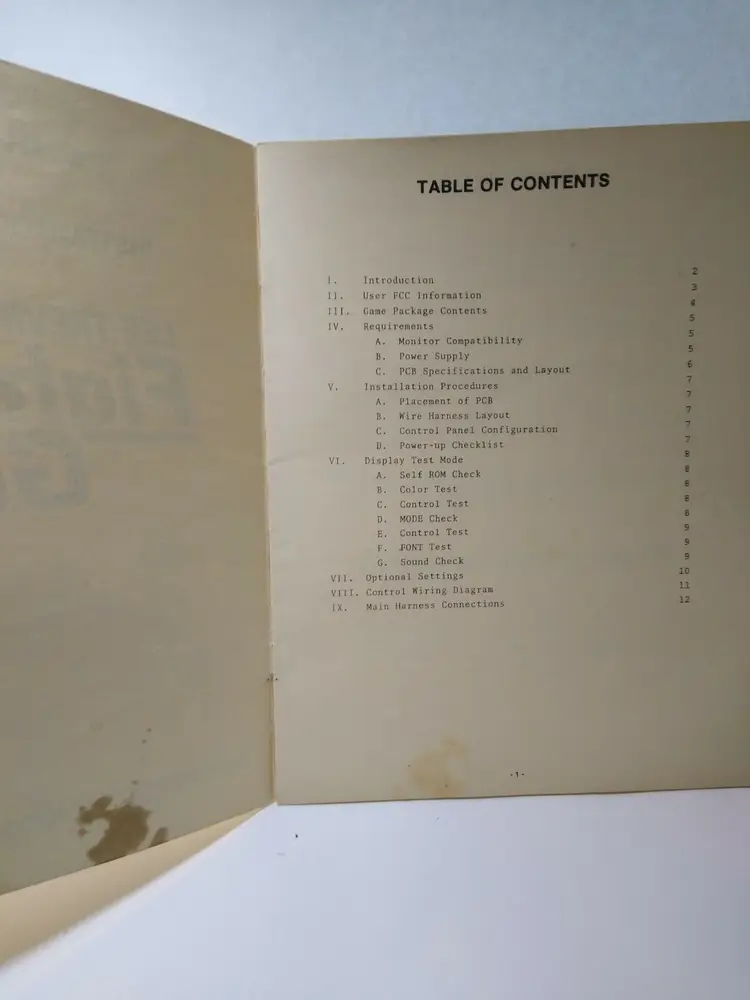 TABLE OF CONTENTS
I. Introduction 2
II. User FCC Information 3
III. Game Package Contents 4
IV. Requirements 5
A. Monitor Compatibility 5
B. Power Supply 5
C. PCB Specifications and Layout 6
V. Installation Procedures 7
A. Placement of PCB 7
B. Wire Harness Layout 7
C. Control Panel Configuration 7
D. Power-up Checklist 7
VI. Display Test Mode 8
A. Self ROM Check 8
B. Color Test 8
C. Control Test 8
D. MODE Check 8
E. Control Test 9
F. FONT Test 9
G. Sound Check 9
VII. Optional Settings 10
VIII. Control Wiring Diagram 11
IX. Main Harness Connections 12
-1-